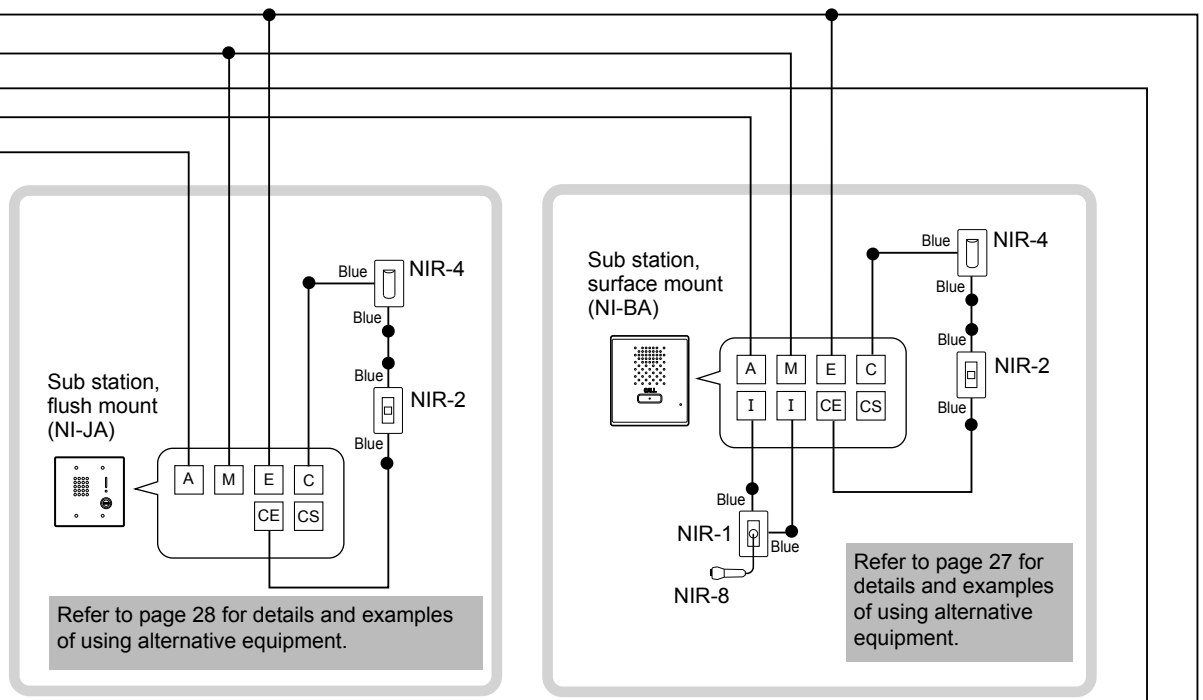 Sub station,
flush mount
(NI-JA)
Blue
NIR-4
Blue
Blue
NIR-2
Blue
A M E C
CE CS
Refer to page 28 for details and examples
of using alternative equipment.
Sub station,
surface mount
(NI-BA)
CALL
Blue
NIR-4
Blue
Blue
NIR-2
Blue
A M E C
I I CE CS
Blue
NIR-1
Blue
NIR-8
Refer to page 27 for
details and examples
of using alternative
equipment.